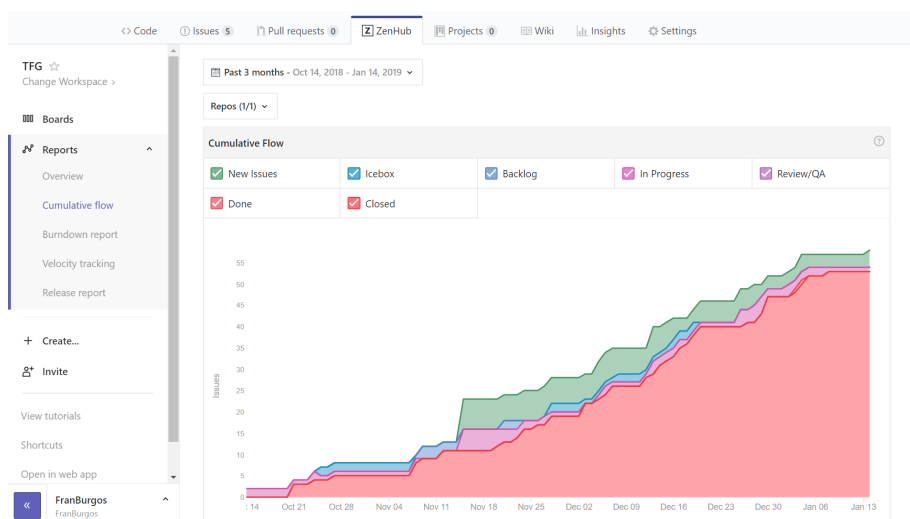 Code
Issues 5
Pull requests 0
Z ZenHub
Projects 0
Wiki
Insights
Settings
TFG
Change Workspace >
Boards
Reports
Overview
Cumulative flow
Burndown report
Velocity tracking
Release report
+ Create...
Invite
View tutorials
Shortcuts
Open in web app
«
FranBurgos
FranBurgos
Past 3 months - Oct 14, 2018 - Jan 14, 2019
Repos (1/1)
Cumulative Flow
?
New Issues
Icebox
Backlog
In Progress
Review/QA
Done
Closed
Issues
55
50
45
40
35
30
25
20
15
10
5
0
: 14
Oct 21
Oct 28
Nov 04
Nov 11
Nov 18
Nov 25
Dec 02
Dec 09
Dec 16
Dec 23
Dec 30
Jan 06
Jan 13